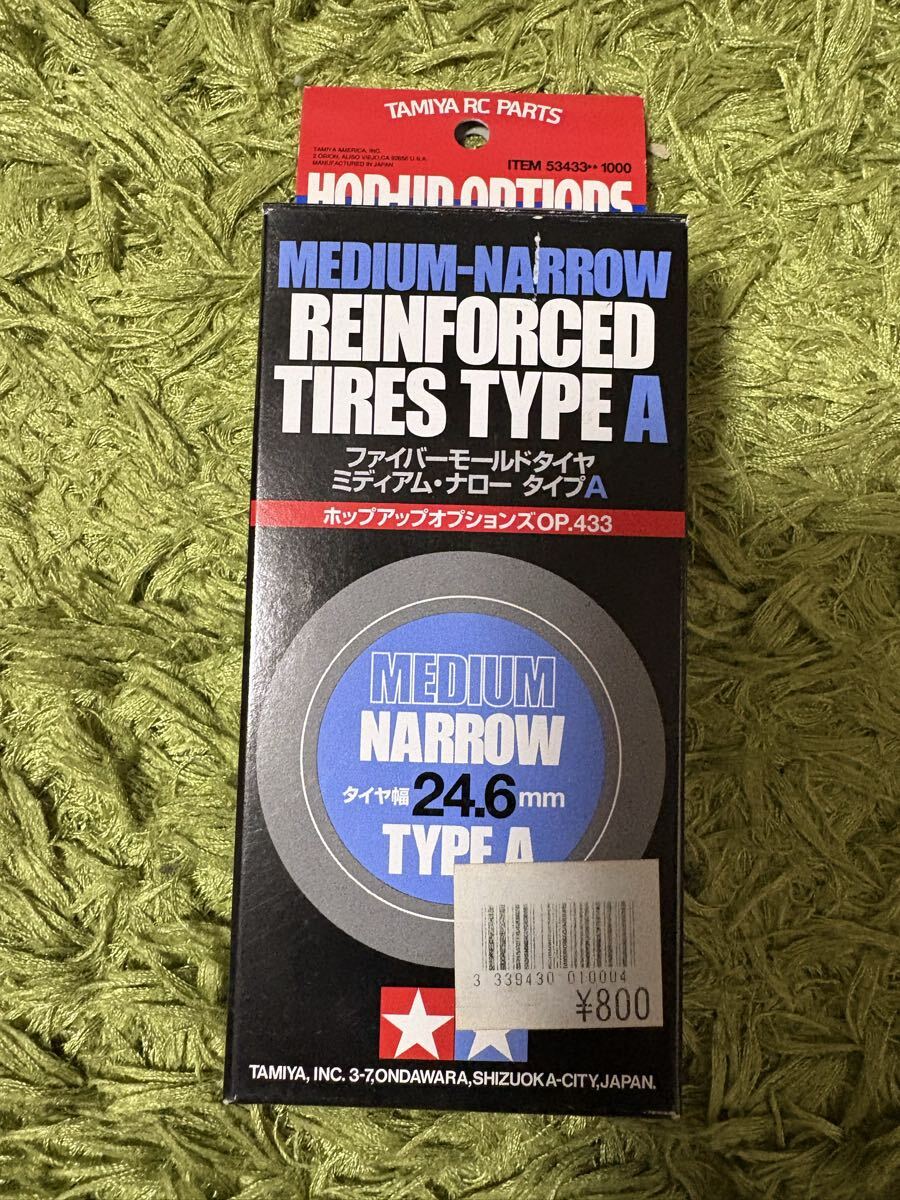 TAMIYA RC PARTS
TAMIYA AMERICA, INC.
2 ORION, ALISO VIEJO, CA 92656 U.S.A.
MANUFACTURED IN JAPAN.
ITEM 53433** 1000
HOP-UP OPTIONS
MEDIUM-NARROW
REINFORCED
TIRES TYPE A
ファイバーモールドタイヤ
ミディアム・ナロー タイプA
ホップアップオプションズOP.433
MEDIUM
NARROW
タイヤ幅 24.6mm
TYPE A
3 339430 010004
¥800
TAMIYA, INC. 3-7,ONDAWARA,SHIZUOKA-CITY,JAPAN.